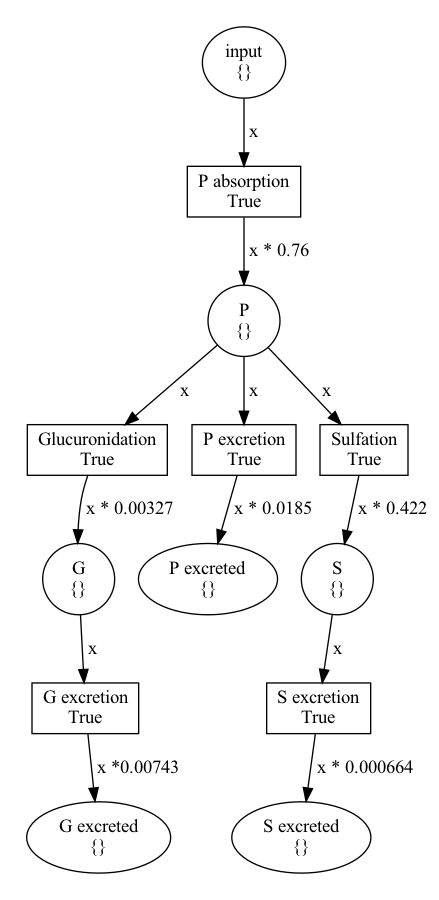 input
{}
x
P absorption
True
x * 0.76
P
{}
x
x
x
Glucuronidation
True
P excretion
True
Sulfation
True
x * 0.00327
x * 0.0185
x * 0.422
G
{}
P excreted
{}
S
{}
x
x
G excretion
True
S excretion
True
x *0.00743
x * 0.000664
G excreted
{}
S excreted
{}